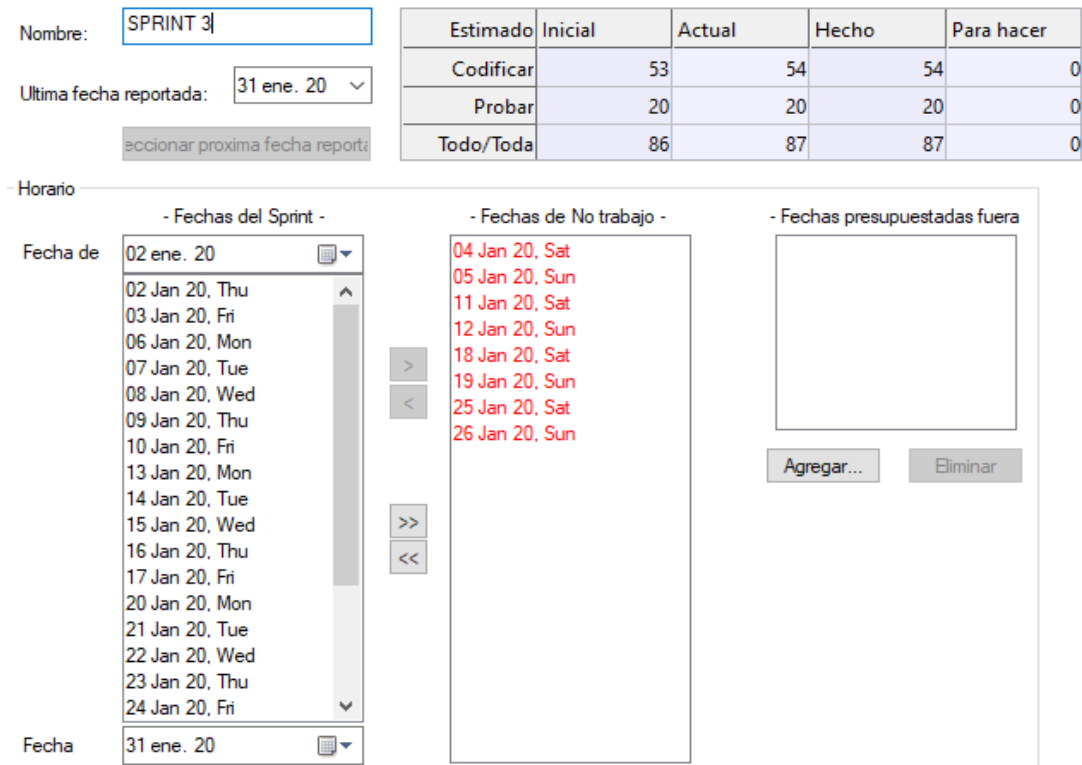 Nombre:
SPRINT 3
Ultima fecha reportada:
31 ene. 20
eccionar proxima fecha reporta
Estimado Inicial Actual Hecho Para hacer
Codificar 53 54 54 0
Probar 20 20 20 0
Todo/Toda 86 87 87 0
Horario
- Fechas del Sprint -
Fecha de
02 ene. 20
02 Jan 20, Thu
03 Jan 20, Fri
06 Jan 20, Mon
07 Jan 20, Tue
08 Jan 20, Wed
09 Jan 20, Thu
10 Jan 20, Fri
13 Jan 20, Mon
14 Jan 20, Tue
15 Jan 20, Wed
16 Jan 20, Thu
17 Jan 20, Fri
20 Jan 20, Mon
21 Jan 20, Tue
22 Jan 20, Wed
23 Jan 20, Thu
24 Jan 20, Fri
Fecha
31 ene. 20
>
<
>>
<<
- Fechas de No trabajo -
04 Jan 20, Sat
05 Jan 20, Sun
11 Jan 20, Sat
12 Jan 20, Sun
18 Jan 20, Sat
19 Jan 20, Sun
25 Jan 20, Sat
26 Jan 20, Sun
- Fechas presupuestadas fuera
Agregar...
Eliminar